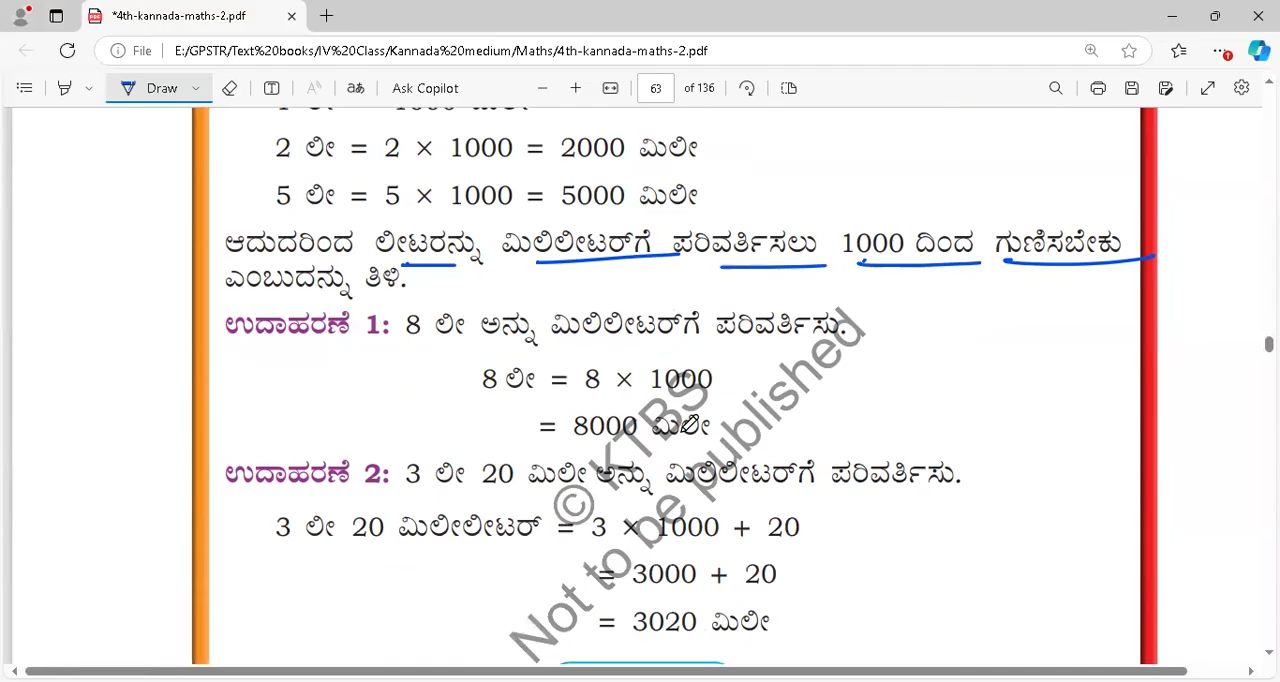 *4th-kannada-maths-2.pdf
File E:/GPSTR/Text%20books/IV%20Class/Kannada%20medium/Maths/4th-kannada-maths-2.pdf
Draw Ask Copilot 63 of 136
2 ಲೀ = 2 × 1000 = 2000 ಮಿಲೀ
5 ಲೀ = 5 × 1000 = 5000 ಮಿಲೀ
ಆದುದರಿಂದ ಲೀಟರನ್ನು ಮಿಲಿಲೀಟರ್‌ಗೆ ಪರಿವರ್ತಿಸಲು 1000 ದಿಂದ ಗುಣಿಸಬೇಕು
ಎಂಬುದನ್ನು ತಿಳಿ.
ಉದಾಹರಣೆ 1: 8 ಲೀ ಅನ್ನು ಮಿಲಿಲೀಟರ್‌ಗೆ ಪರಿವರ್ತಿಸು.
8 ಲೀ = 8 × 1000
= 8000 ಮಿಲೀ
ಉದಾಹರಣೆ 2: 3 ಲೀ 20 ಮಿಲೀ ಅನ್ನು ಮಿಲಿಲೀಟರ್‌ಗೆ ಪರಿವರ್ತಿಸು.
3 ಲೀ 20 ಮಿಲೀಲೀಟರ್ = 3 × 1000 + 20
= 3000 + 20
= 3020 ಮಿಲೀ
© KTBS
Not to be published